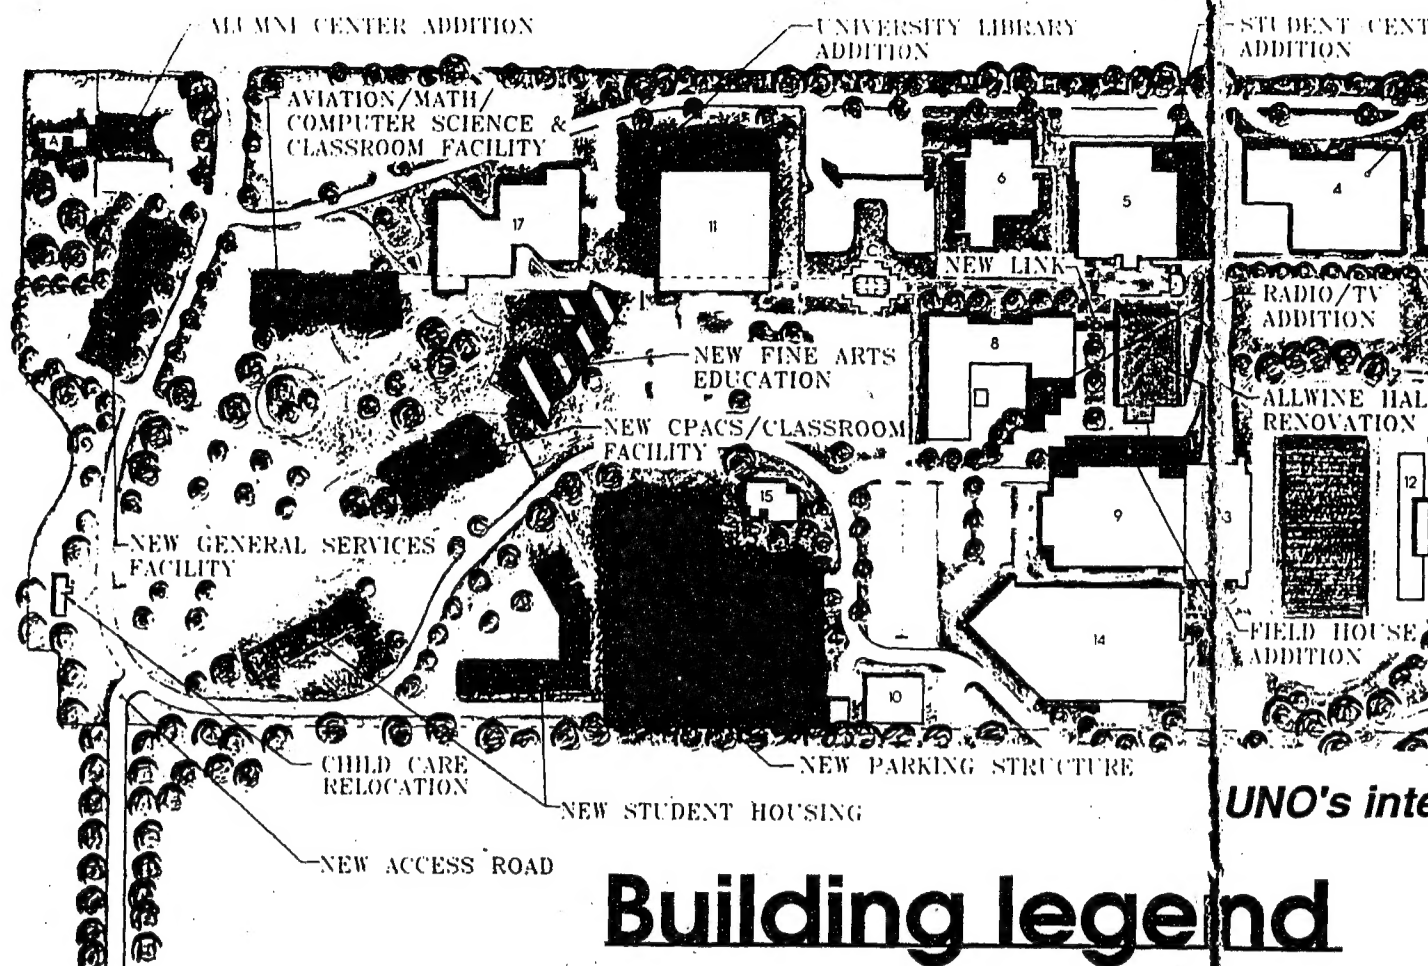 ALUMNI CENTER ADDITION
UNIVERSITY LIBRARY
ADDITION
STUDENT CENT
ADDITION
AVIATION/MATH/
COMPUTER SCIENCE &
CLASSROOM FACILITY
A
17
11
6
5
4
C
NEW LINK
RADIO/TV
ADDITION
8
NEW FINE ARTS
EDUCATION
ALLWINE HAL
RENOVATION
NEW CPACS/CLASSROOM
FACILITY
15
9
3
12
NEW GENERAL SERVICES
FACILITY
14
FIELD HOUSE
ADDITION
10
CHILD CARE
RELOCATION
NEW PARKING STRUCTURE
NEW STUDENT HOUSING
UNO's inte
NEW ACCESS ROAD
Building legend